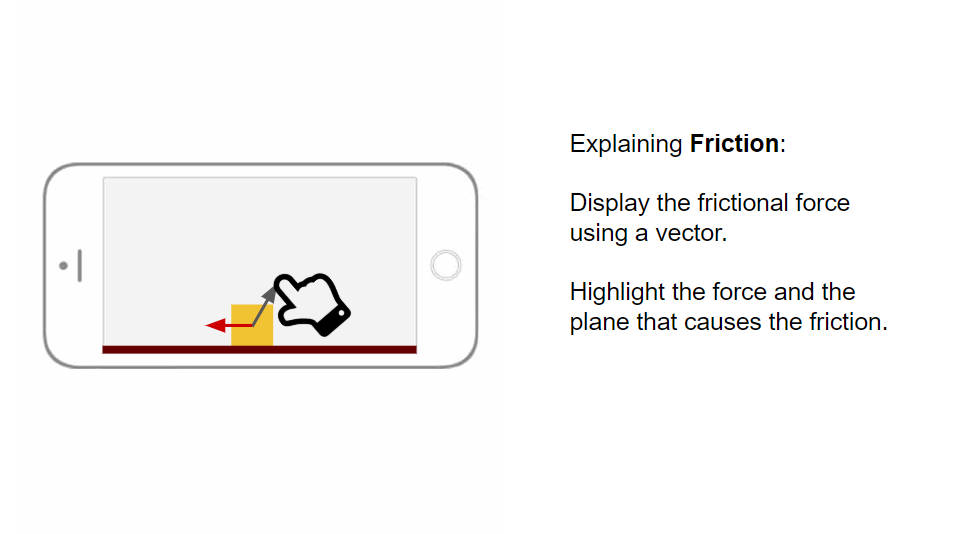 Explaining Friction:
Display the frictional force
using a vector.
Highlight the force and the
plane that causes the friction.